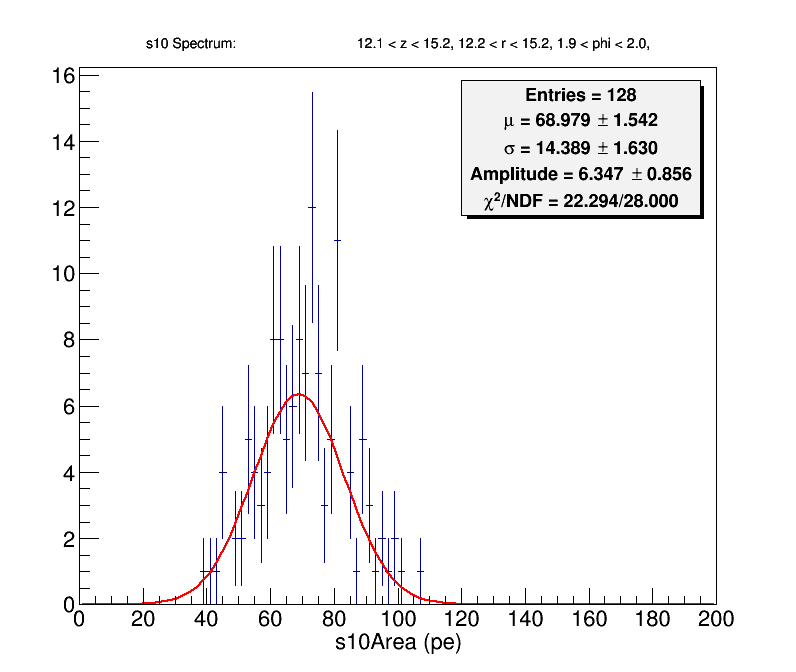 s10 Spectrum: 12.1 < z < 15.2, 12.2 < r < 15.2, 1.9 < phi < 2.0,
Entries = 128
μ = 68.979 ± 1.542
σ = 14.389 ± 1.630
Amplitude = 6.347 ± 0.856
χ²/NDF = 22.294/28.000
16
14
12
10
8
6
4
2
0
0 20 40 60 80 100 120 140 160 180 200
s10Area (pe)